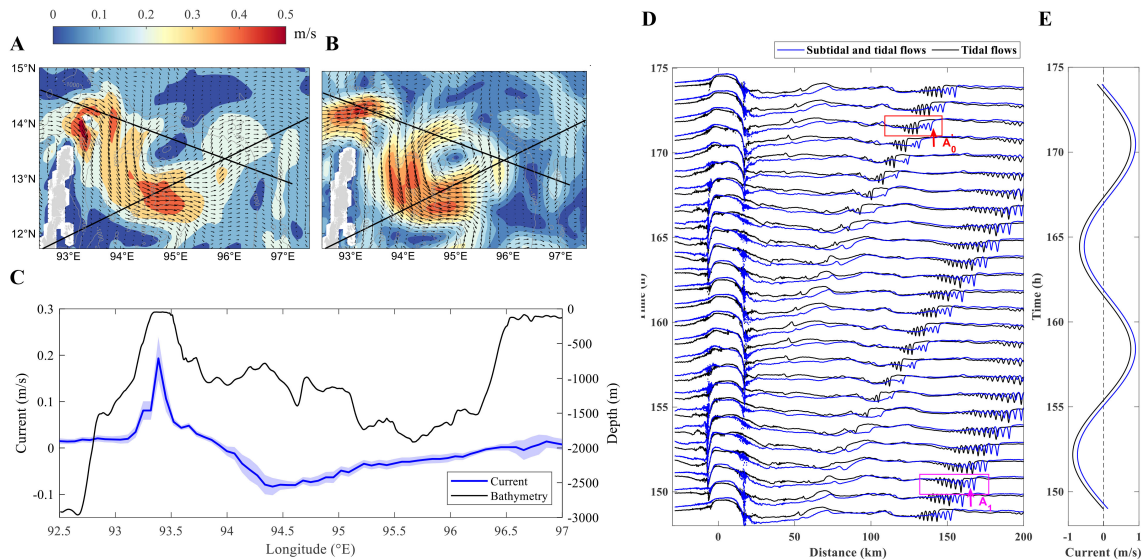 0 0.1 0.2 0.3 0.4 0.5
m/s
A
B
15°N
14°N
13°N
12°N
93°E 94°E 95°E 96°E 97°E
93°E 94°E 95°E 96°E 97°E
C
0.3
0.2
0.1
0
-0.1
Current (m/s)
0
-500
-1000
-1500
-2000
-2500
-3000
Depth (m)
Current
Bathymetry
92.5 93 93.5 94 94.5 95 95.5 96 96.5 97
Longitude (°E)
D
Subtidal and tidal flows
Tidal flows
175
170
165
160
155
150
A0
A1
0 50 100 150 200
Distance (km)
E
175
170
165
160
155
150
Time (h)
-1 0 1
Current (m/s)